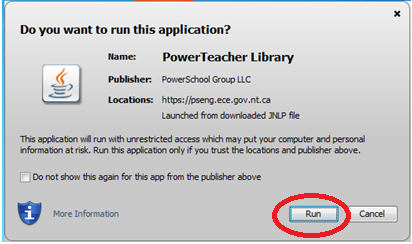 Do you want to run this application?
Name: PowerTeacher Library
Publisher: PowerSchool Group LLC
Locations: https://pseng.ece.gov.nt.ca
Launched from downloaded JNLP file
This application will run with unrestricted access which may put your computer and personal
information at risk. Run this application only if you trust the locations and publisher above.
Do not show this again for this app from the publisher above
More Information
Run
Cancel